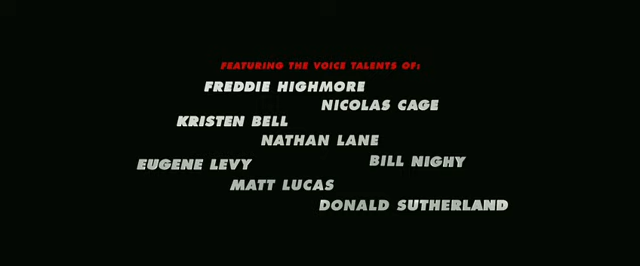 FEATURING THE VOICE TALENTS OF:
FREDDIE HIGHMORE
NICOLAS CAGE
KRISTEN BELL
NATHAN LANE
EUGENE LEVY
BILL NIGHY
MATT LUCAS
DONALD SUTHERLAND